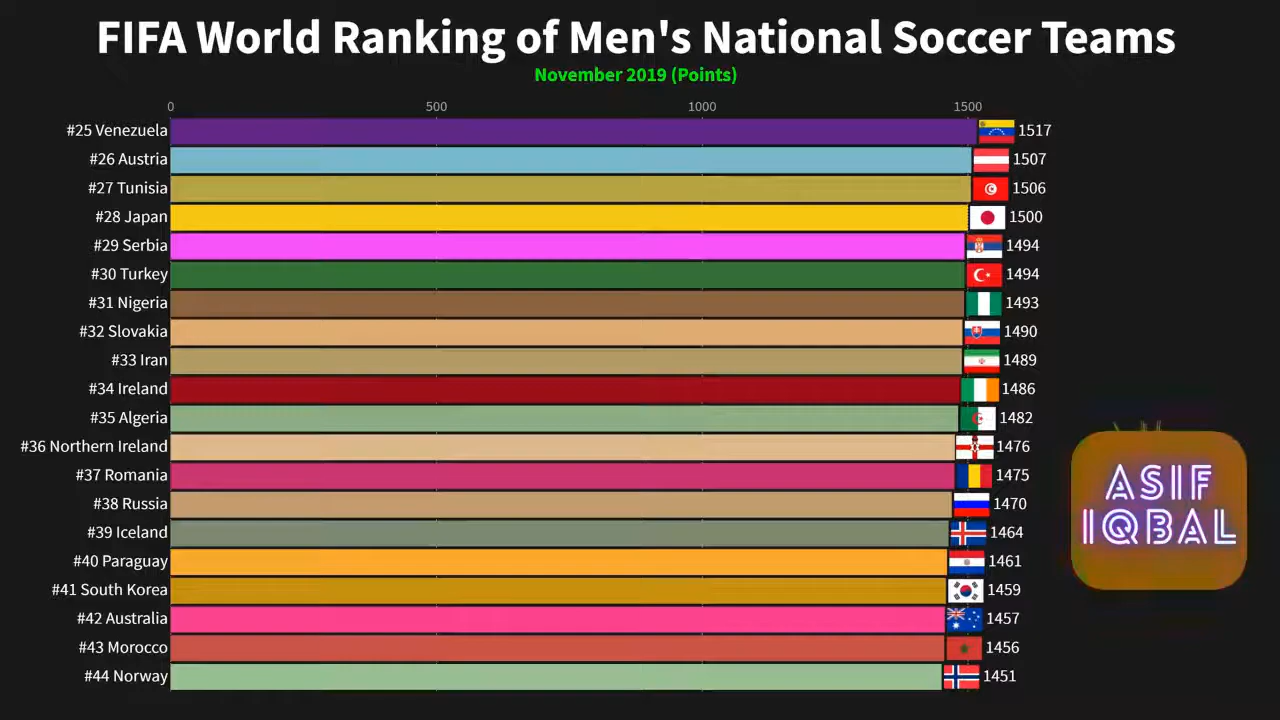 FIFA World Ranking of Men's National Soccer Teams
November 2019 (Points)
0 500 1000 1500
#25 Venezuela 1517
#26 Austria 1507
#27 Tunisia 1506
#28 Japan 1500
#29 Serbia 1494
#30 Turkey 1494
#31 Nigeria 1493
#32 Slovakia 1490
#33 Iran 1489
#34 Ireland 1486
#35 Algeria 1482
#36 Northern Ireland 1476
#37 Romania 1475
#38 Russia 1470
#39 Iceland 1464
#40 Paraguay 1461
#41 South Korea 1459
#42 Australia 1457
#43 Morocco 1456
#44 Norway 1451
ASIF
IQBAL